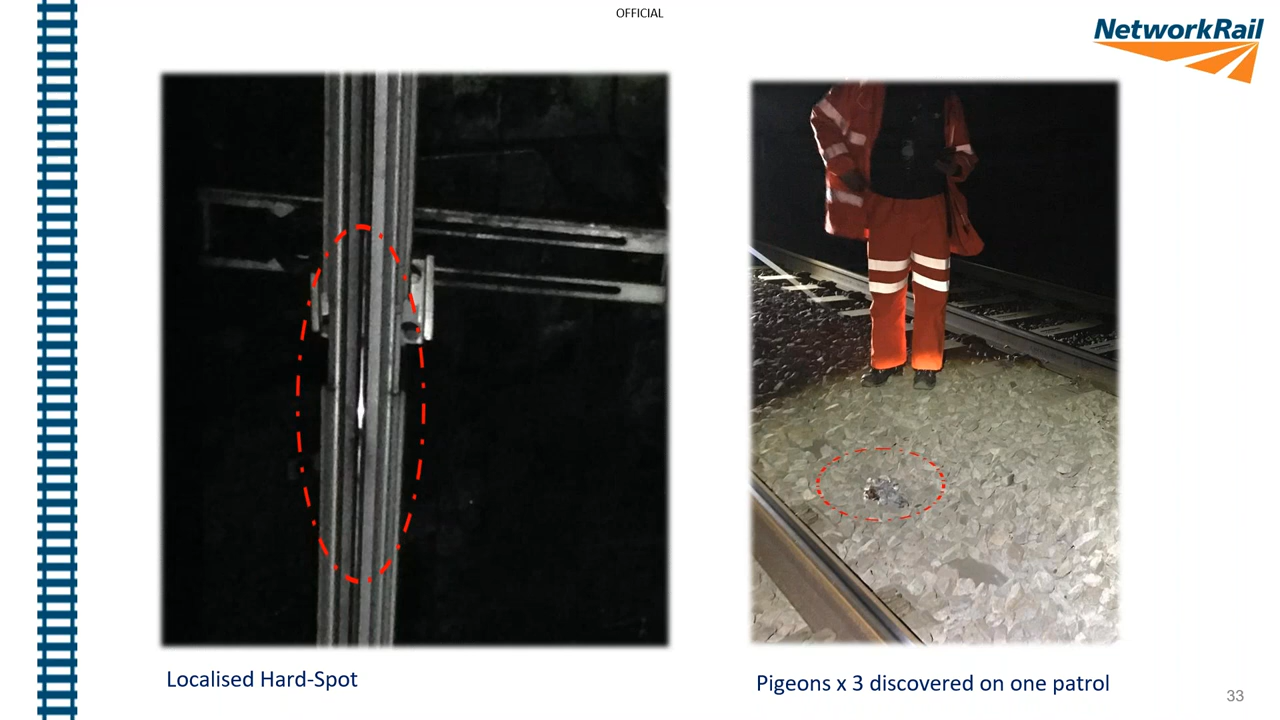 OFFICIAL
NetworkRail
Localised Hard-Spot
Pigeons x 3 discovered on one patrol
33